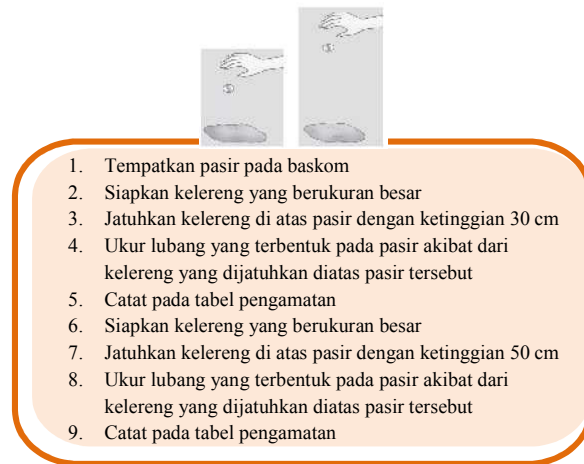 1. Tempatkan pasir pada baskom
2. Siapkan kelereng yang berukuran besar
3. Jatuhkan kelereng di atas pasir dengan ketinggian 30 cm
4. Ukur lubang yang terbentuk pada pasir akibat dari
kelereng yang dijatuhkan diatas pasir tersebut
5. Catat pada tabel pengamatan
6. Siapkan kelereng yang berukuran besar
7. Jatuhkan kelereng di atas pasir dengan ketinggian 50 cm
8. Ukur lubang yang terbentuk pada pasir akibat dari
kelereng yang dijatuhkan diatas pasir tersebut
9. Catat pada tabel pengamatan